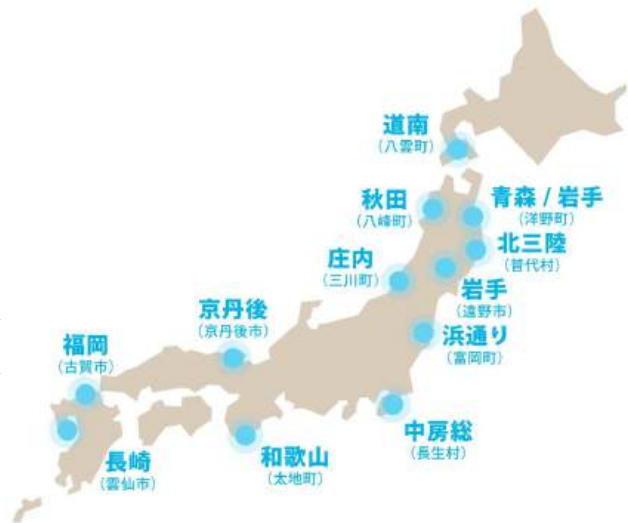 道南
（八雲町）
秋田
（八峰町）
青森 / 岩手
（洋野町）
北三陸
（普代村）
庄内
（三川町）
岩手
（遠野市）
京丹後
（京丹後市）
浜通り
（富岡町）
福岡
（古賀市）
中房総
（長生村）
和歌山
（太地町）
長崎
（雲仙市）